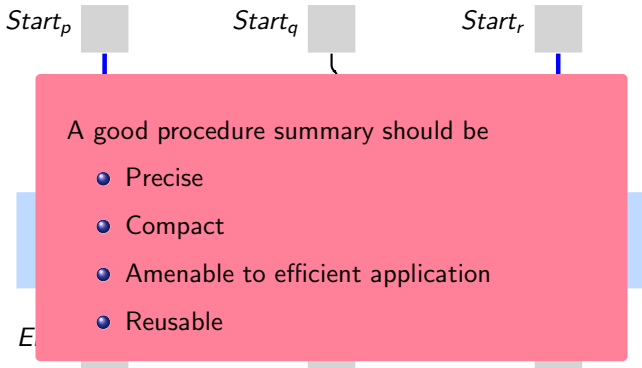 Start_p Start_q Start_r
A good procedure summary should be
Precise
Compact
Amenable to efficient application
Reusable